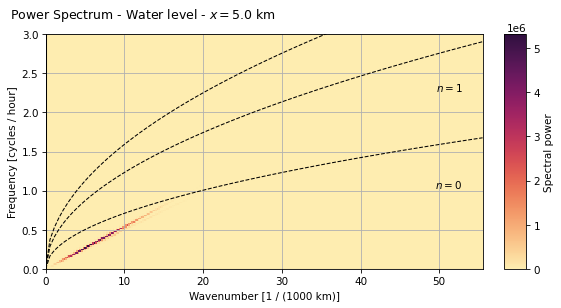 Power Spectrum - Water level - x = 5.0 km
1e6
3.0
2.5
2.0
1.5
1.0
0.5
0.0
Frequency [cycles / hour]
n = 1
n = 0
0
10
20
30
40
50
Wavenumber [1 / (1000 km)]
5
4
3
2
1
0
Spectral power